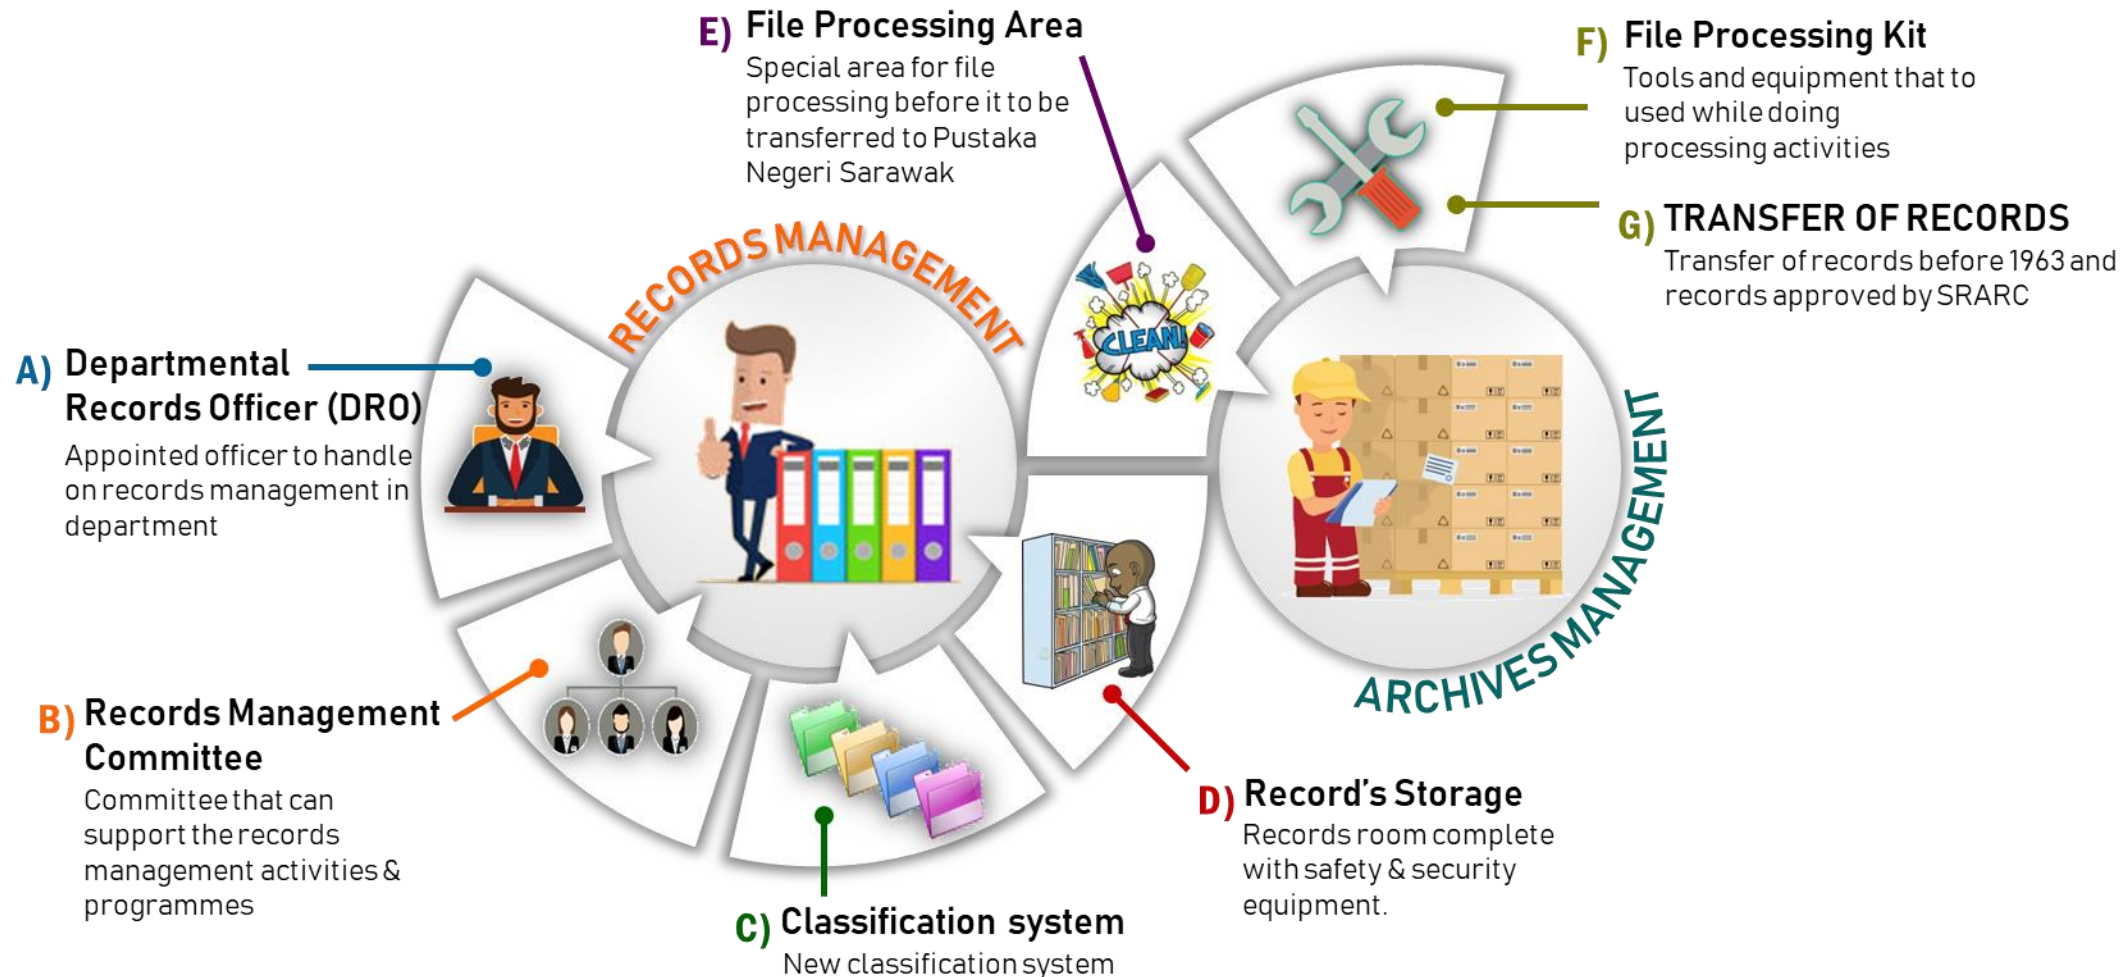 E) File Processing Area
Special area for file
processing before it to be
transferred to Pustaka
Negeri Sarawak
F) File Processing Kit
Tools and equipment that to
used while doing
processing activities
G) TRANSFER OF RECORDS
Transfer of records before 1963 and
records approved by SRARC
RECORDS MANAGEMENT
CLEAN!
A) Departmental
Records Officer (DRO)
Appointed officer to handle
on records management in
department
ARCHIVES MANAGEMENT
B) Records Management
Committee
Committee that can
support the records
management activities &
programmes
D) Record's Storage
Records room complete
with safety & security
equipment.
C) Classification system
New classification system